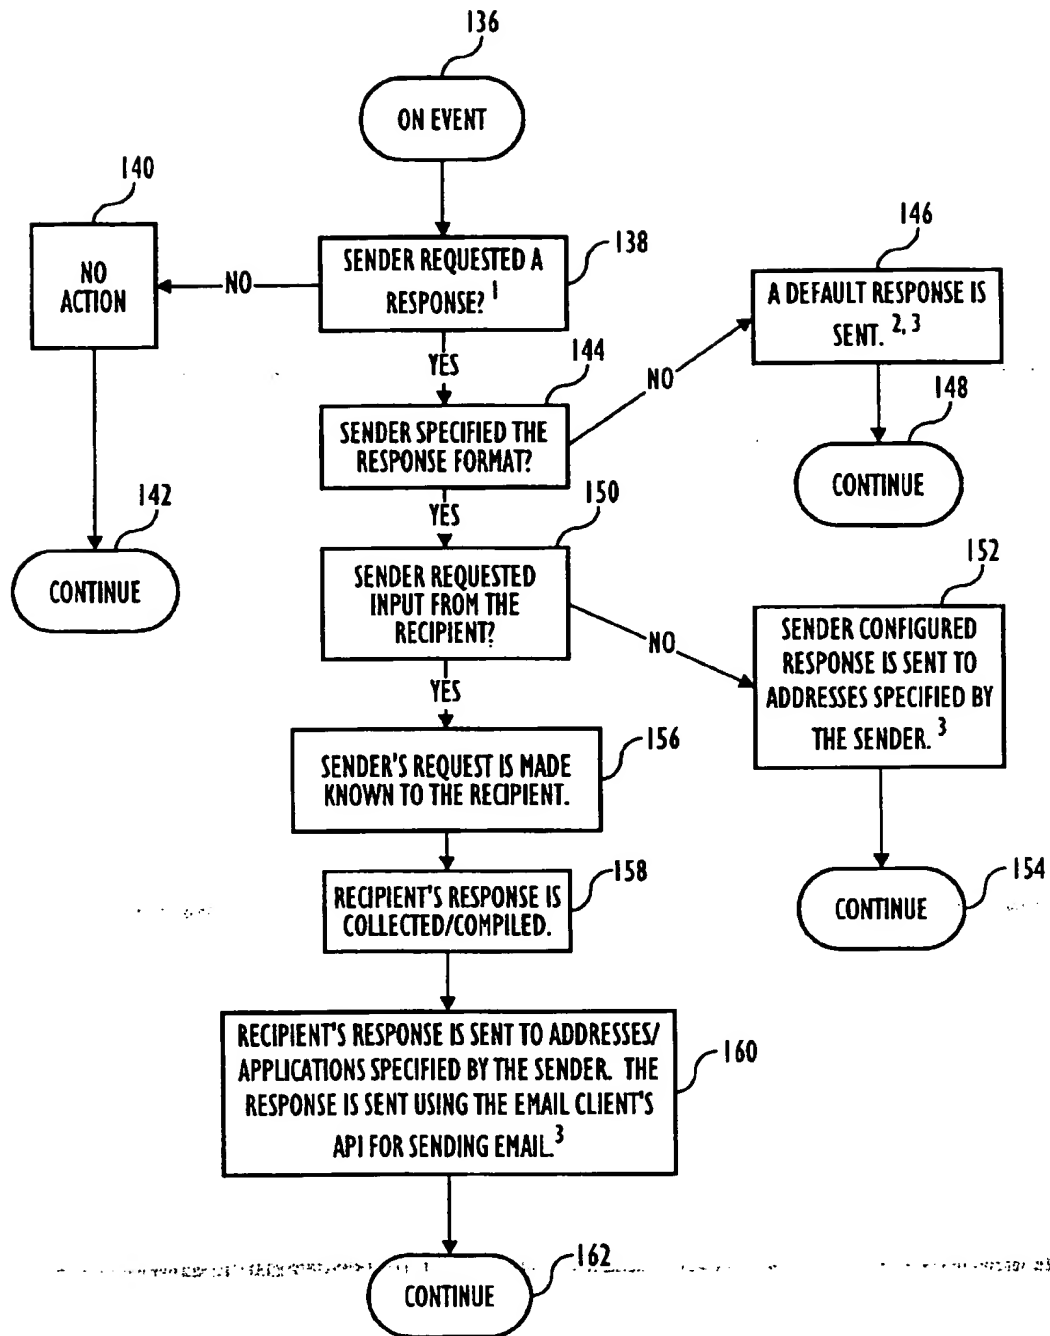 136
ON EVENT
140
NO
ACTION
NO
SENDER REQUESTED A
RESPONSE? 1
138
146
A DEFAULT RESPONSE IS
SENT. 2, 3
YES
144
NO
148
SENDER SPECIFIED THE
RESPONSE FORMAT?
CONTINUE
142
CONTINUE
YES
150
SENDER REQUESTED
INPUT FROM THE
RECIPIENT?
NO
152
SENDER CONFIGURED
RESPONSE IS SENT TO
ADDRESSES SPECIFIED BY
THE SENDER. 3
YES
SENDER'S REQUEST IS MADE
KNOWN TO THE RECIPIENT.
156
RECIPIENT'S RESPONSE IS
COLLECTED/COMPILED.
158
154
CONTINUE
RECIPIENT'S RESPONSE IS SENT TO ADDRESSES/
APPLICATIONS SPECIFIED BY THE SENDER. THE
RESPONSE IS SENT USING THE EMAIL CLIENT'S
API FOR SENDING EMAIL. 3
160
162
CONTINUE